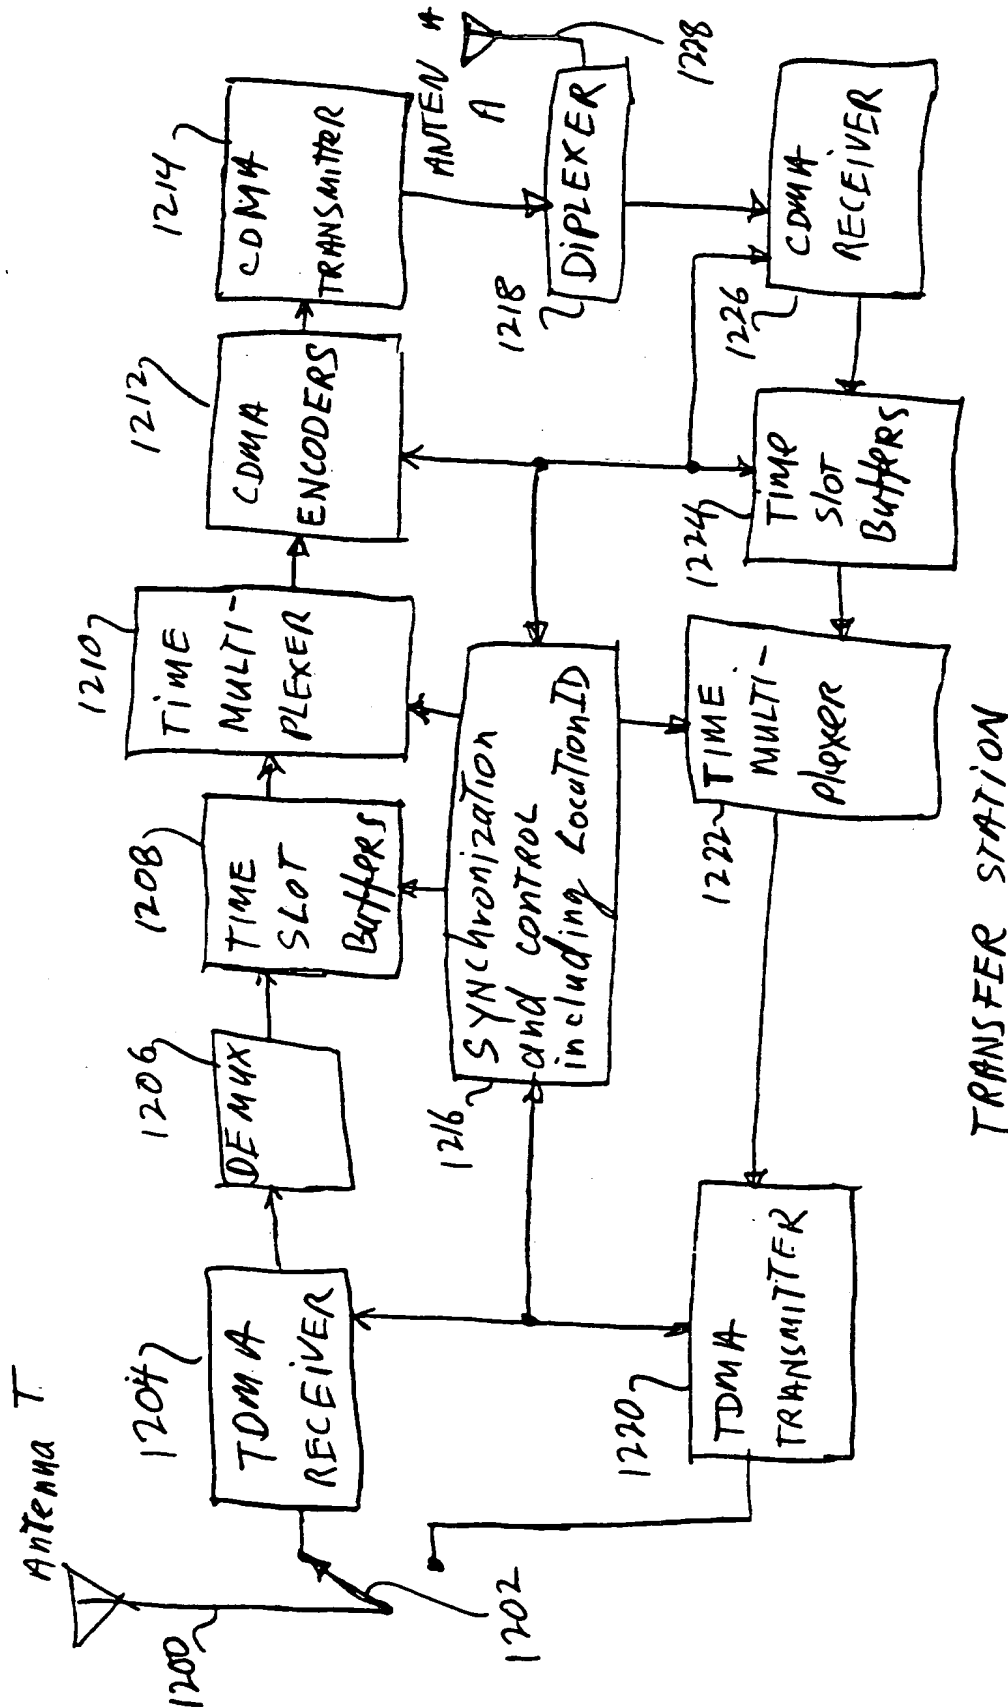 Antenna T
1200
1202
1204
TDMA
RECEIVER
1206
DEMUX
1208
TIME
SLOT
BuffeRS
1210
TIME
MULTI-
PLEXER
1212
CDMA
ENCODERS
1214
CDMA
TRANSMITTER
1216
SYNChronization
and control
including LocationID
ANTEN
A
1218
DIPLEXER
1228
1220
TDMA
TRANSMITTER
1222
TIME
MULTI-
plexer
1224
TIME
SLOT
BuffeRS
1226
CDMA
RECEIVER
TRANSFER STATION